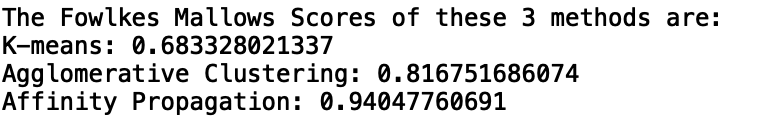 The Fowlkes Mallows Scores of these 3 methods are:
K-means: 0.683328021337
Agglomerative Clustering: 0.816751686074
Affinity Propagation: 0.94047760691